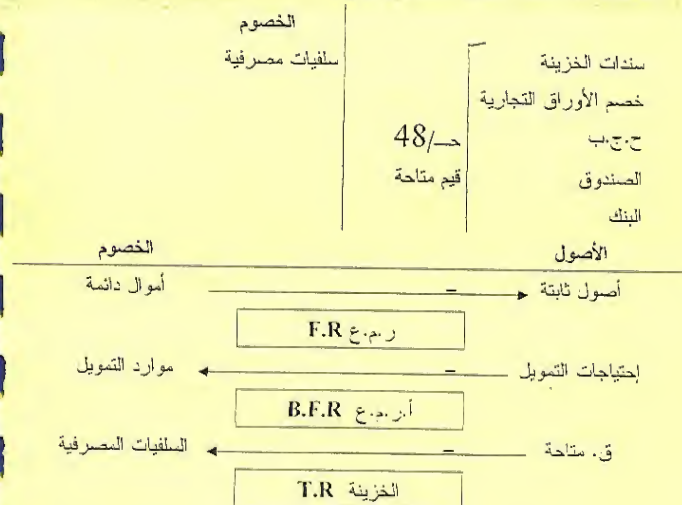 الخصوم
سندات الخزينة سلفيات مصرفية
خصم الأوراق التجارية
ح.ج.ب حـ/48
الصندوق قيم متاحة
البنك
الأصول الخصوم
أصول ثابتة – أموال دائمة
ر.م.ع F.R
إحتياجات التمويل – موارد التمويل
أ.ر.م.ع B.F.R
ق. متاحة – السلفيات المصرفية
الخزينة T.R